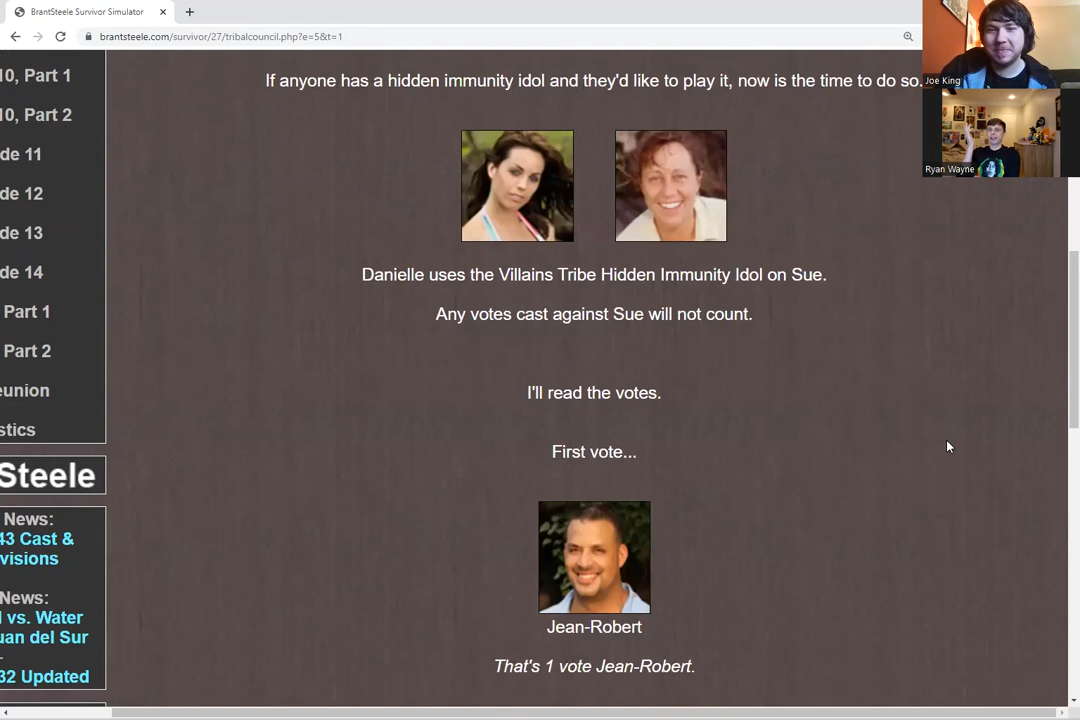 BrantSteele Survivor Simulator
brantsteele.com/survivor/27/tribalcouncil.php?e=5&t=1
Joe King
Ryan Wayne
10, Part 1
10, Part 2
de 11
de 12
de 13
de 14
Part 1
Part 2
eunion
stics
Steele
News:
43 Cast &
visions
News:
l vs. Water
uan del Sur
32 Updated
If anyone has a hidden immunity idol and they'd like to play it, now is the time to do so.
Danielle uses the Villains Tribe Hidden Immunity Idol on Sue.
Any votes cast against Sue will not count.
I'll read the votes.
First vote...
Jean-Robert
That's 1 vote Jean-Robert.